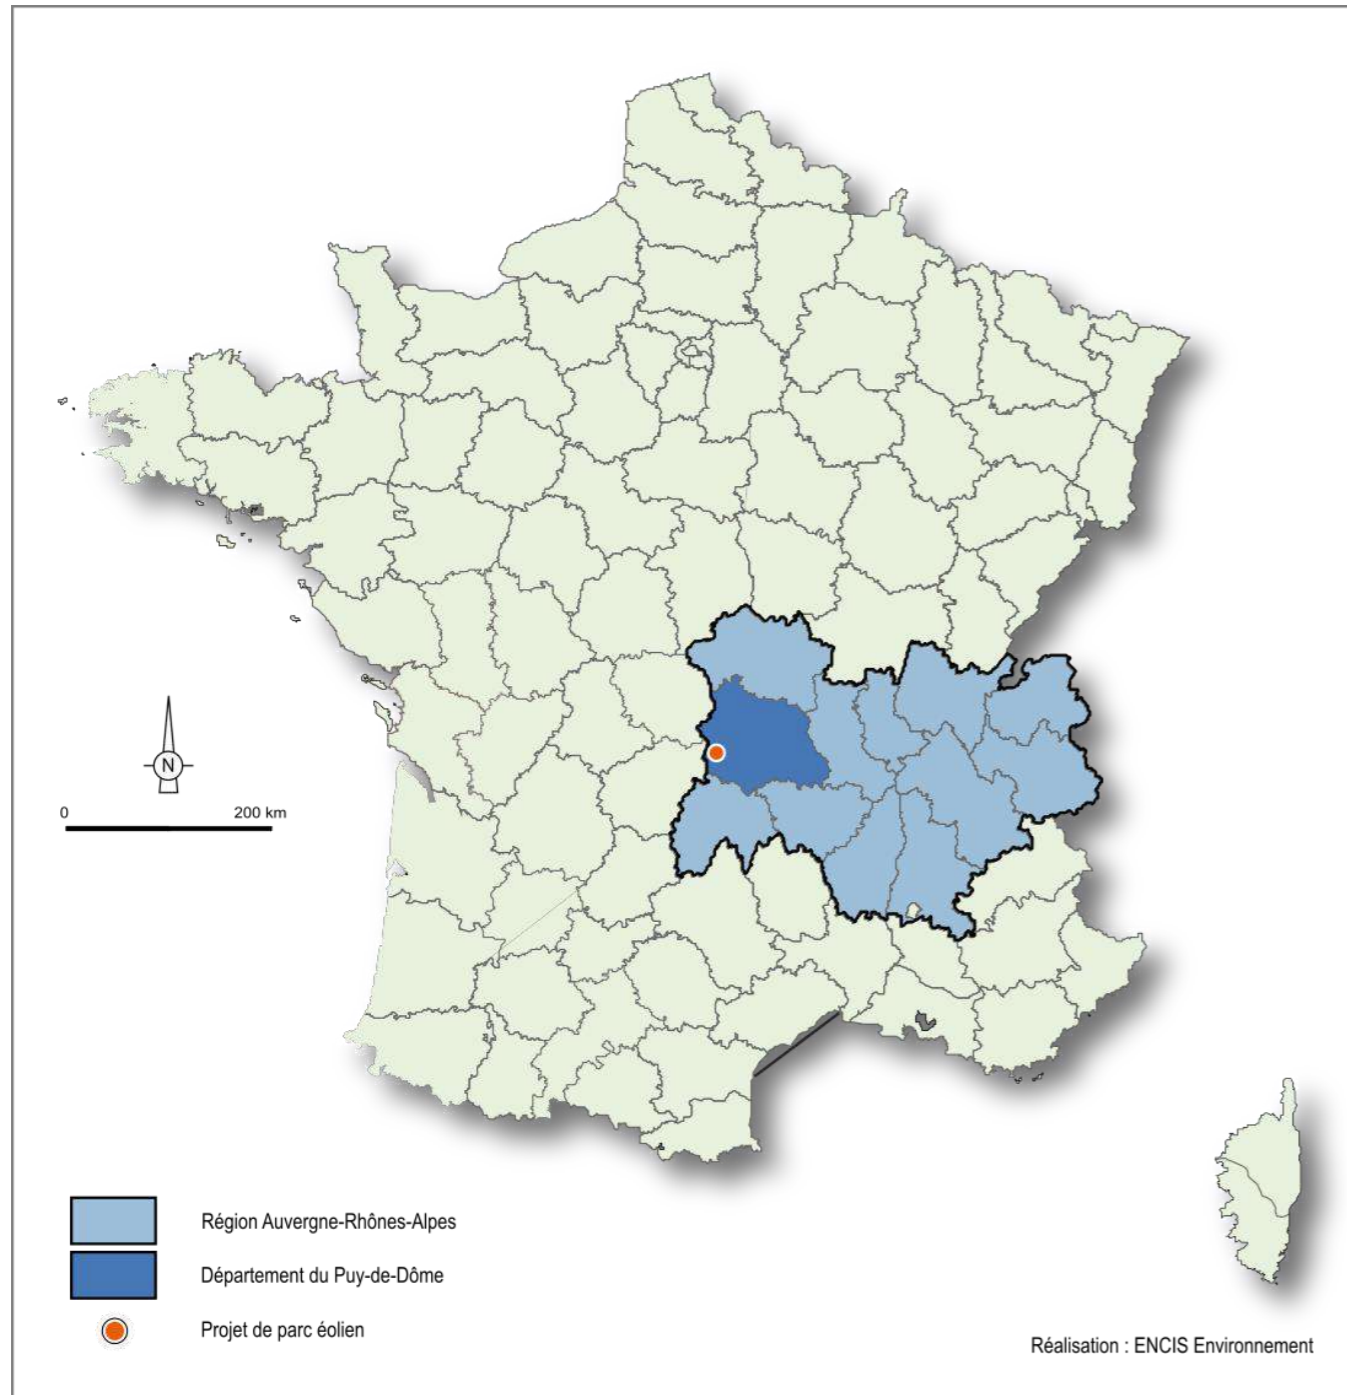 N
0 200 km
Région Auvergne-Rhônes-Alpes
Département du Puy-de-Dôme
Projet de parc éolien
Réalisation : ENCIS Environnement